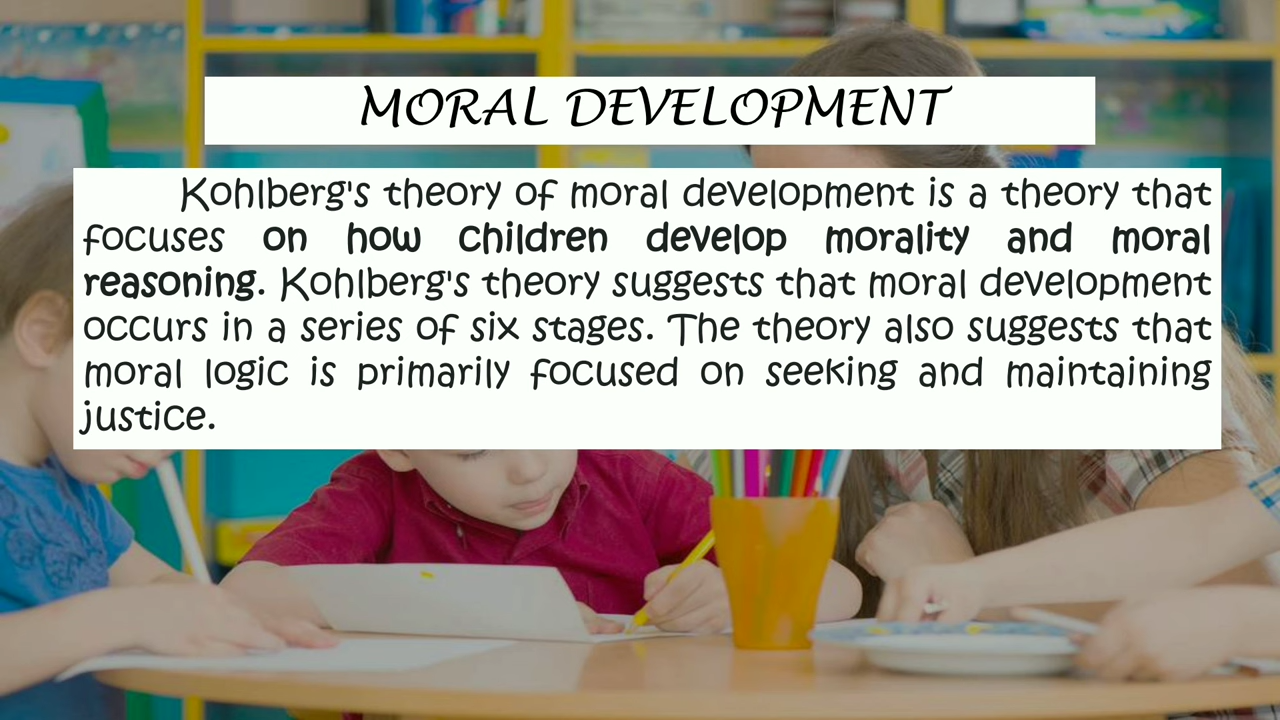 MORAL DEVELOPMENT
Kohlberg's theory of moral development is a theory that
focuses on how children develop morality and moral
reasoning. Kohlberg's theory suggests that moral development
occurs in a series of six stages. The theory also suggests that
moral logic is primarily focused on seeking and maintaining
justice.